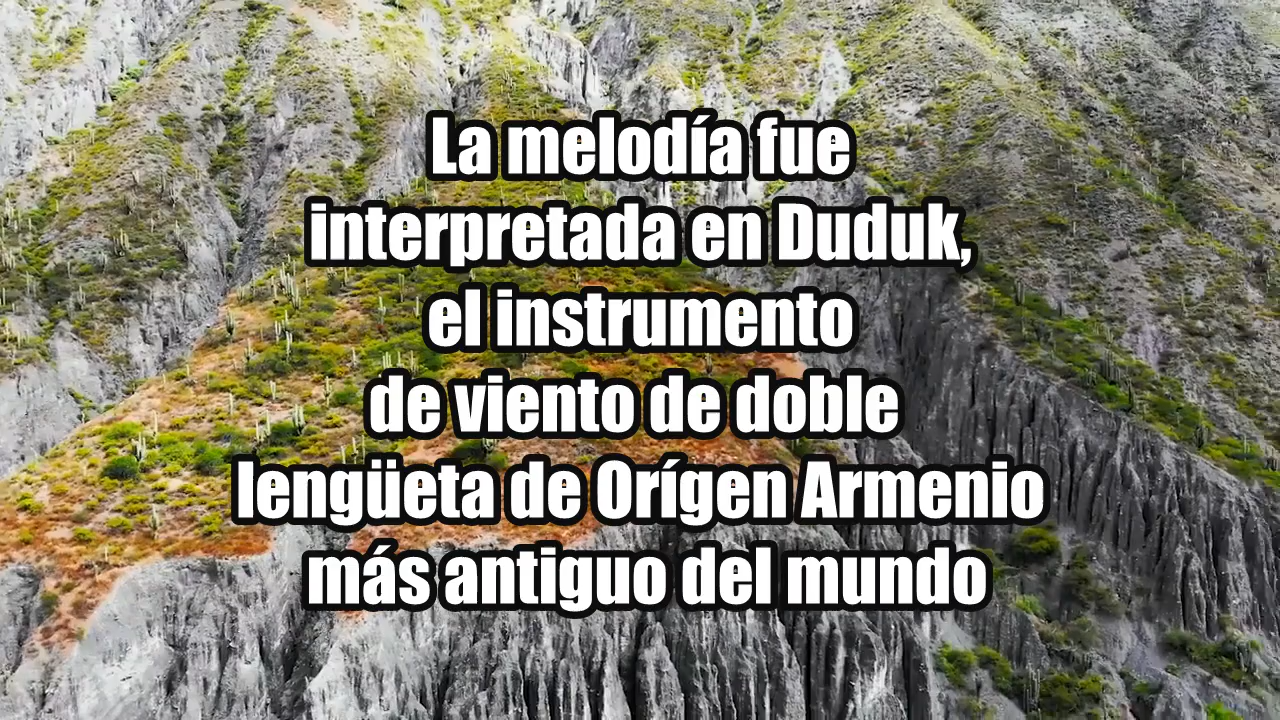 La melodía fue
interpretada en Duduk,
el instrumento
de viento de doble
lengüeta de Orígen Armenio
más antiguo del mundo